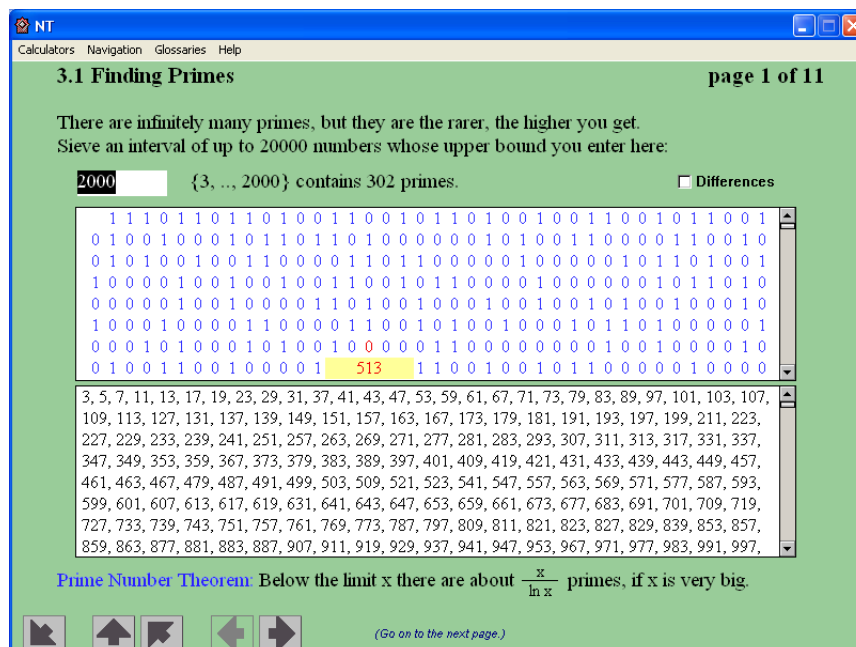 NT
Calculators Navigation Glossaries Help
3.1 Finding Primes page 1 of 11
There are infinitely many primes, but they are the rarer, the higher you get.
Sieve an interval of up to 20000 numbers whose upper bound you enter here:
2000 {3, .., 2000} contains 302 primes. Differences
1 1 1 0 1 1 0 1 1 0 1 0 0 1 1 0 0 1 0 1 1 0 1 0 0 1 0 0 1 1 0 0 1 0 1 1 0 0 1
0 1 0 0 1 0 0 0 1 0 1 1 0 1 1 0 1 0 0 0 0 0 0 1 0 1 0 0 1 1 0 0 0 0 1 1 0 0 1 0
0 1 0 1 0 0 1 0 0 1 1 0 0 0 0 1 1 0 1 1 0 0 0 0 0 1 0 0 0 0 0 1 0 1 1 0 1 0 0 1
1 0 0 0 0 1 0 0 1 0 0 1 0 0 1 1 0 0 1 0 1 1 0 0 0 0 1 0 0 0 0 0 0 1 0 1 1 0 1 0
0 0 0 0 0 1 0 0 1 0 0 0 0 1 1 0 1 0 0 1 0 0 0 1 0 0 1 0 0 1 0 1 0 0 1 0 0 0 1 0
1 0 0 0 1 0 0 0 0 1 1 0 0 0 0 1 1 0 0 1 0 1 0 0 1 0 0 0 1 0 1 1 0 1 0 0 0 0 0 1
0 0 0 1 0 1 0 0 0 1 0 1 0 0 1 0 0 0 0 0 1 1 0 0 0 0 0 0 0 0 1 0 0 1 0 0 0 0 1 0
0 1 0 0 1 1 0 0 1 0 0 0 0 1 513 1 1 0 0 1 0 0 1 0 1 1 0 0 0 0 0 1 0 0 0 0
3, 5, 7, 11, 13, 17, 19, 23, 29, 31, 37, 41, 43, 47, 53, 59, 61, 67, 71, 73, 79, 83, 89, 97, 101, 103, 107,
109, 113, 127, 131, 137, 139, 149, 151, 157, 163, 167, 173, 179, 181, 191, 193, 197, 199, 211, 223,
227, 229, 233, 239, 241, 251, 257, 263, 269, 271, 277, 281, 283, 293, 307, 311, 313, 317, 331, 337,
347, 349, 353, 359, 367, 373, 379, 383, 389, 397, 401, 409, 419, 421, 431, 433, 439, 443, 449, 457,
461, 463, 467, 479, 487, 491, 499, 503, 509, 521, 523, 541, 547, 557, 563, 569, 571, 577, 587, 593,
599, 601, 607, 613, 617, 619, 631, 641, 643, 647, 653, 659, 661, 673, 677, 683, 691, 701, 709, 719,
727, 733, 739, 743, 751, 757, 761, 769, 773, 787, 797, 809, 811, 821, 823, 827, 829, 839, 853, 857,
859, 863, 877, 881, 883, 887, 907, 911, 919, 929, 937, 941, 947, 953, 967, 971, 977, 983, 991, 997,
Prime Number Theorem: Below the limit x there are about x / ln x primes, if x is very big.
(Go on to the next page.)